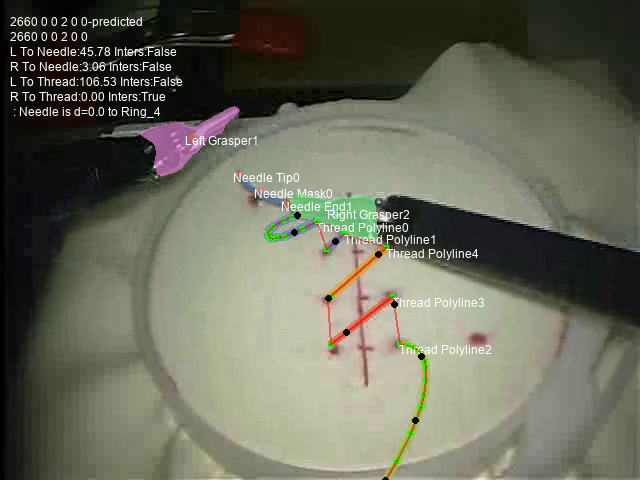 2660 0 0 2 0 0-predicted
2660 0 0 2 0 0
L To Needle:45.78 Inters:False
R To Needle:3.06 Inters:False
L To Thread:106.53 Inters:False
R To Thread:0.00 Inters:True
: Needle is d=0.0 to Ring_4
Left Grasper1
Needle Tip0
Needle Mask0
Needle End1
Right Grasper2
Thread Polyline0
Thread Polyline1
Thread Polyline4
Thread Polyline3
Thread Polyline2